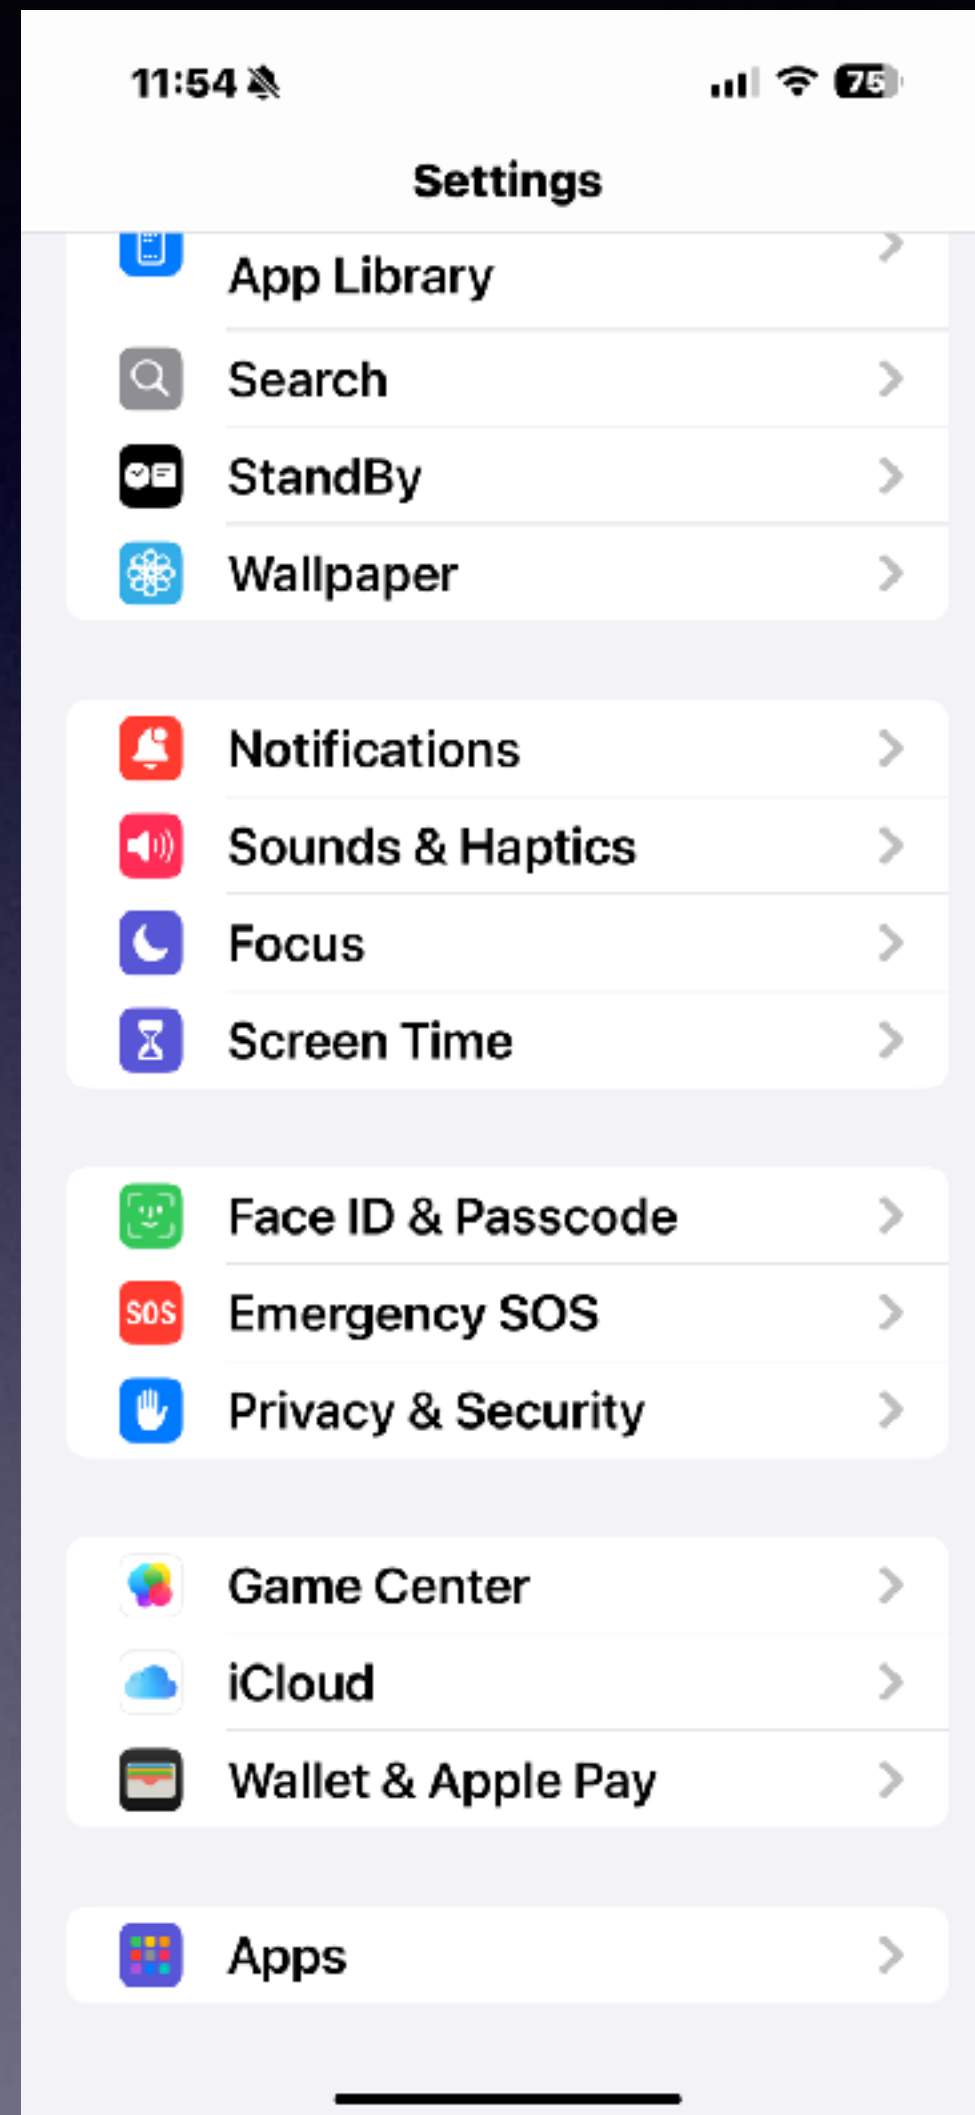 11:54
75
Settings
App Library
Search
StandBy
Wallpaper
Notifications
Sounds & Haptics
Focus
Screen Time
Face ID & Passcode
SOS
Emergency SOS
Privacy & Security
Game Center
iCloud
Wallet & Apple Pay
Apps